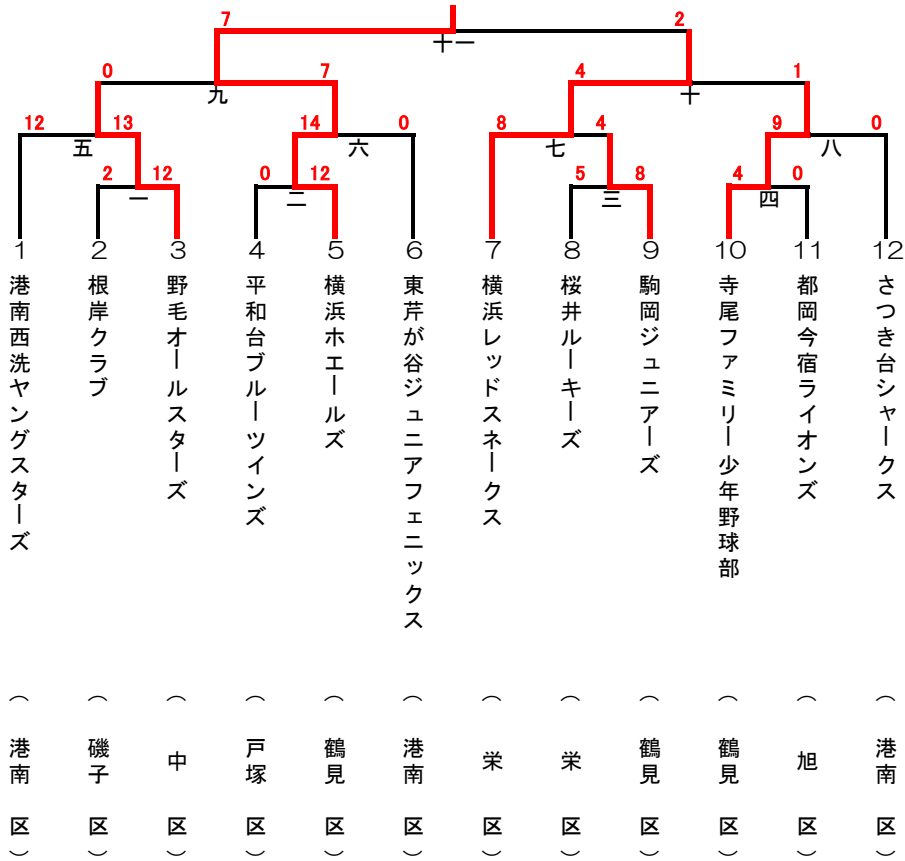 7 2
十一
0 7 4 1
九 十
12 13 14 0 8 4 9 0
五 六 七 八
2 12 0 12 5 8 4 0
一 二 三 四
1 2 3 4 5 6 7 8 9 10 11 12
港南西洗ヤングスターズ
根岸クラブ
野毛オールスターズ
平和台ブルーツインズ
横浜ホエールズ
東芹が谷ジュニアフェニックス
横浜レッドスネークス
桜井ルーキーズ
駒岡ジュニアーズ
寺尾ファミリー少年野球部
都岡今宿ライオンズ
さつき台シャークス
（港南区）
（磯子区）
（中区）
（戸塚区）
（鶴見区）
（港南区）
（栄区）
（栄区）
（鶴見区）
（鶴見区）
（旭区）
（港南区）